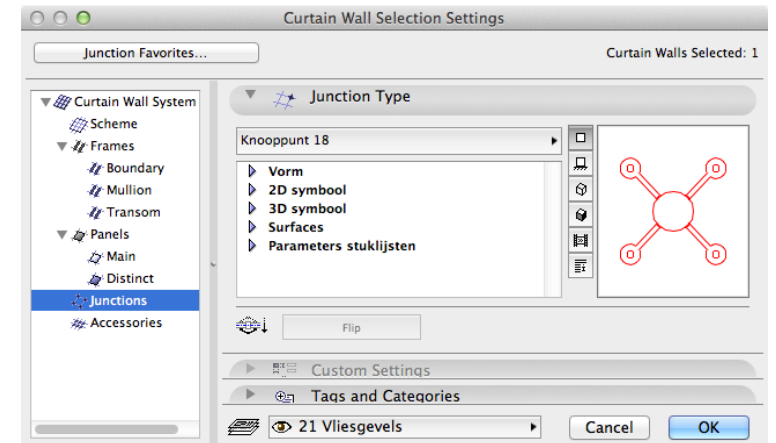 Curtain Wall Selection Settings
Junction Favorites...
Curtain Walls Selected: 1
Curtain Wall System
Scheme
Frames
Boundary
Mullion
Transom
Panels
Main
Distinct
Junctions
Accessories
Junction Type
Knooppunt 18
Vorm
2D symbool
3D symbool
Surfaces
Parameters stuklijsten
Flip
Custom Settings
Tags and Categories
21 Vliesgevels
Cancel
OK